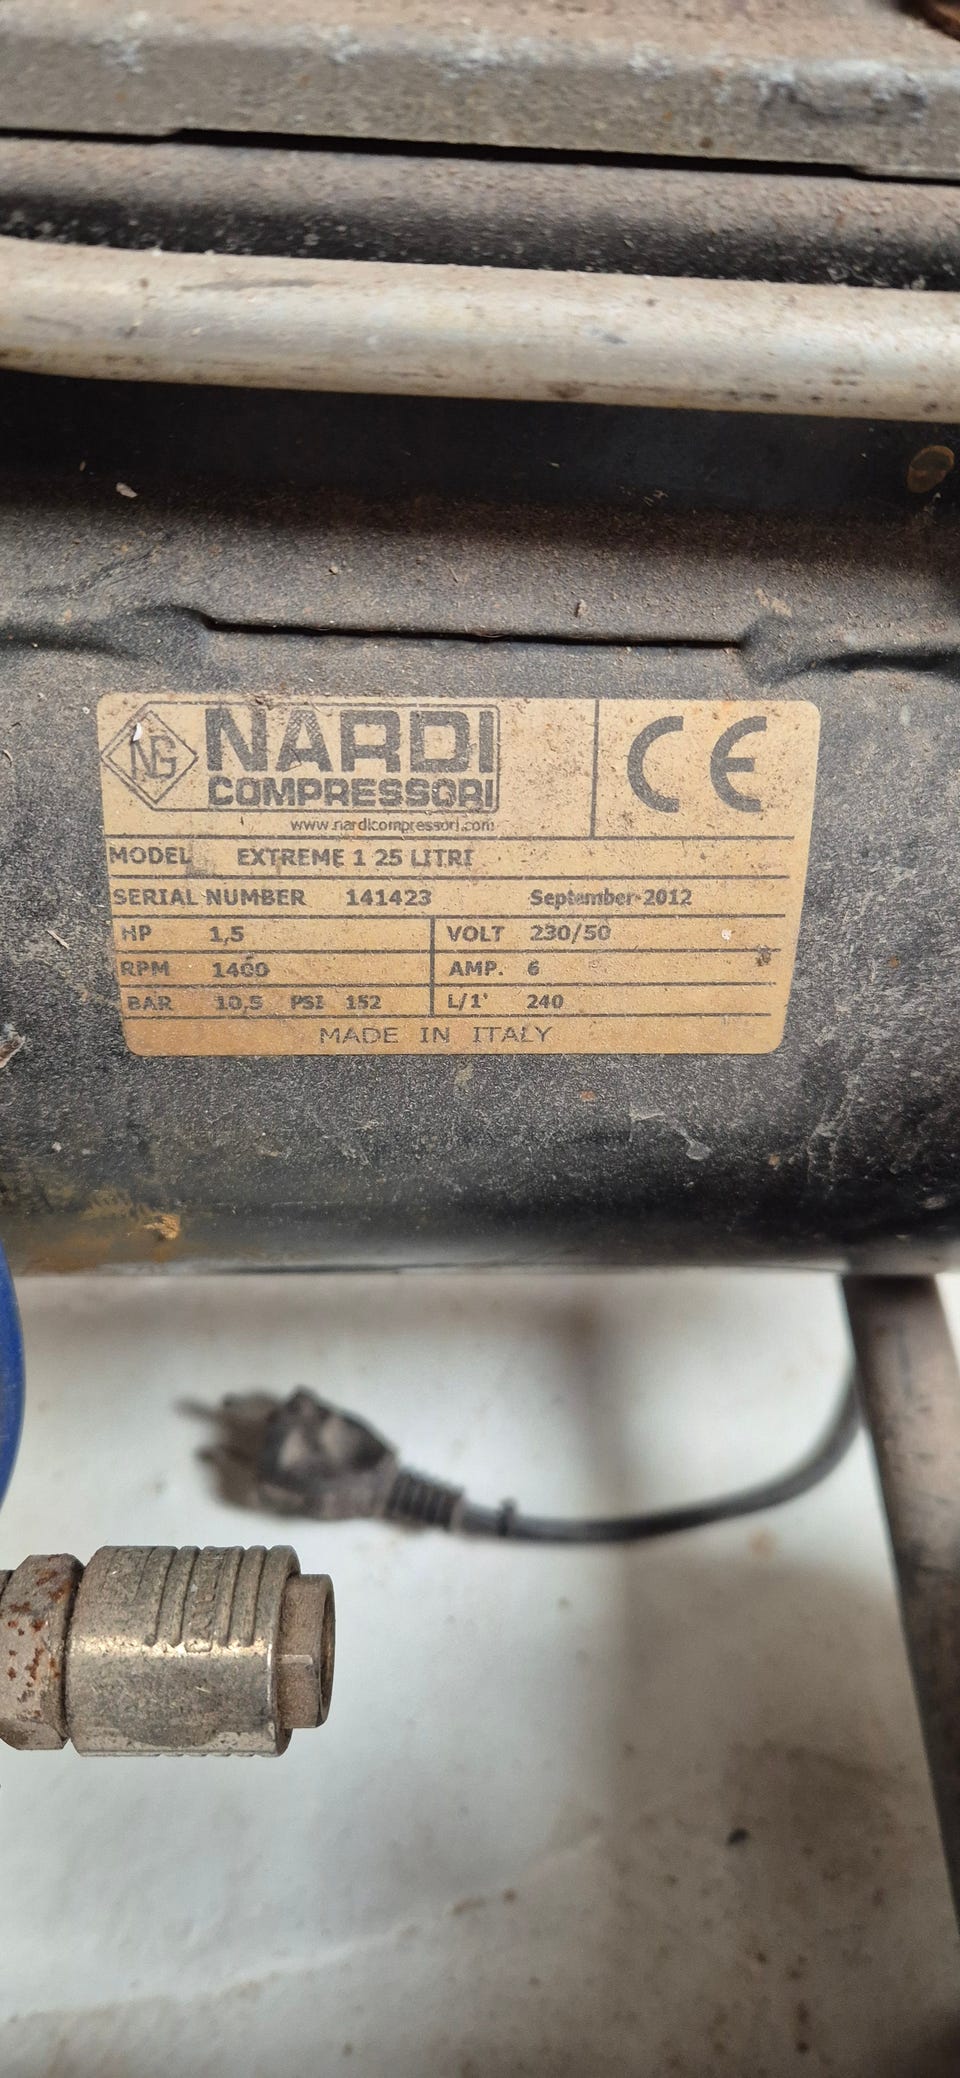 NG NARDI
COMPRESSORI
www.nardicompressori.com
CE
MODEL EXTREME 1 25 LITRI
SERIAL NUMBER 141423 September-2012
HP 1,5 VOLT 230/50
RPM 1400 AMP. 6
BAR 10,5 PSI 152 L/1' 240
MADE IN ITALY